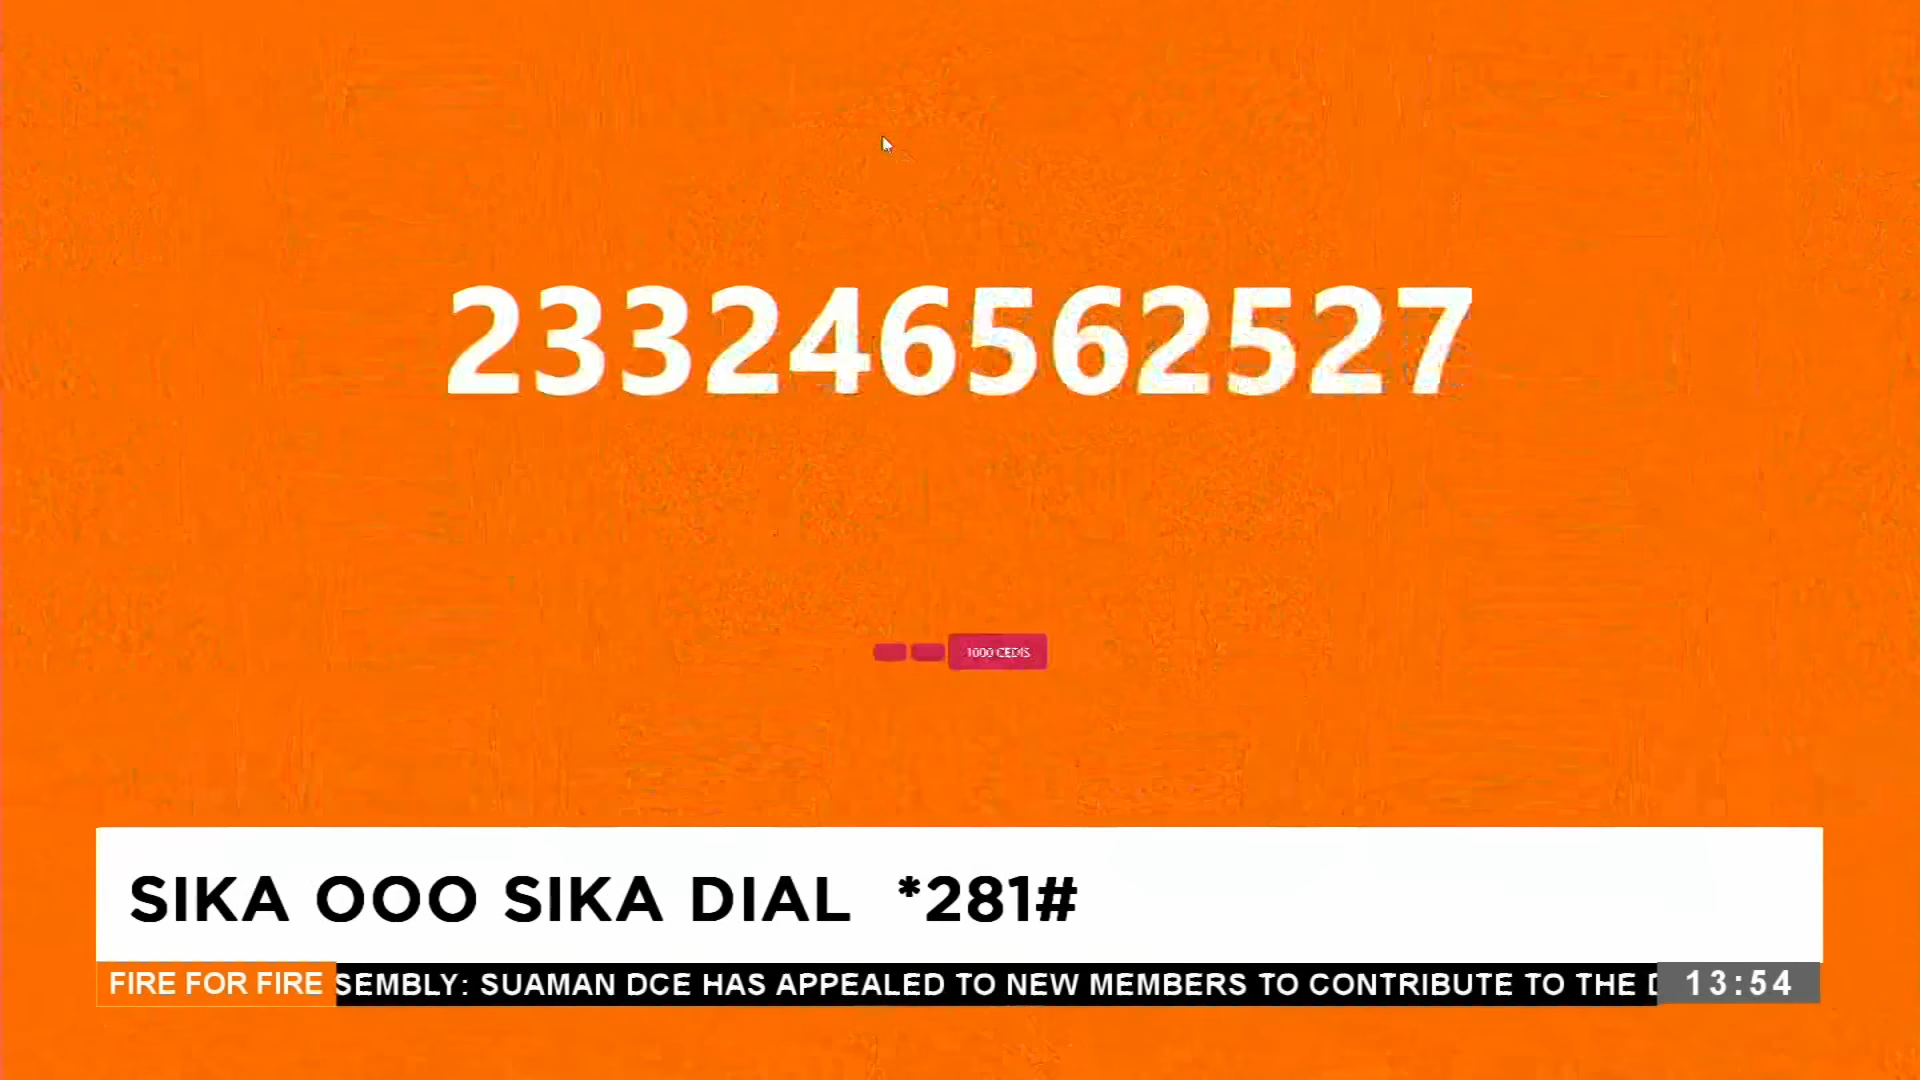 233246562527
1000 CEDIS
SIKA OOO SIKA DIAL *281#
FIRE FOR FIRE
SEMBLY: SUAMAN DCE HAS APPEALED TO NEW MEMBERS TO CONTRIBUTE TO THE
13:54